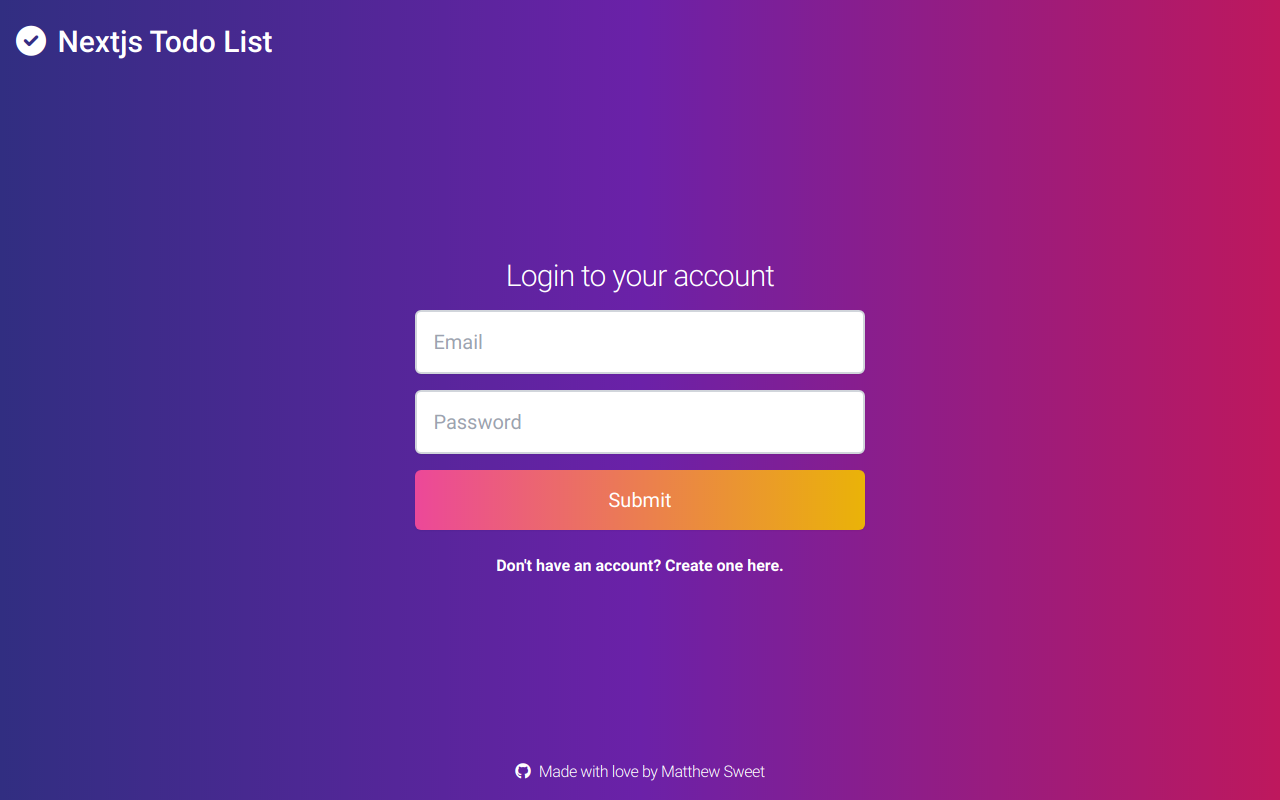 Nextjs Todo List
Login to your account
Email
Password
Submit
Don't have an account? Create one here.
Made with love by Matthew Sweet